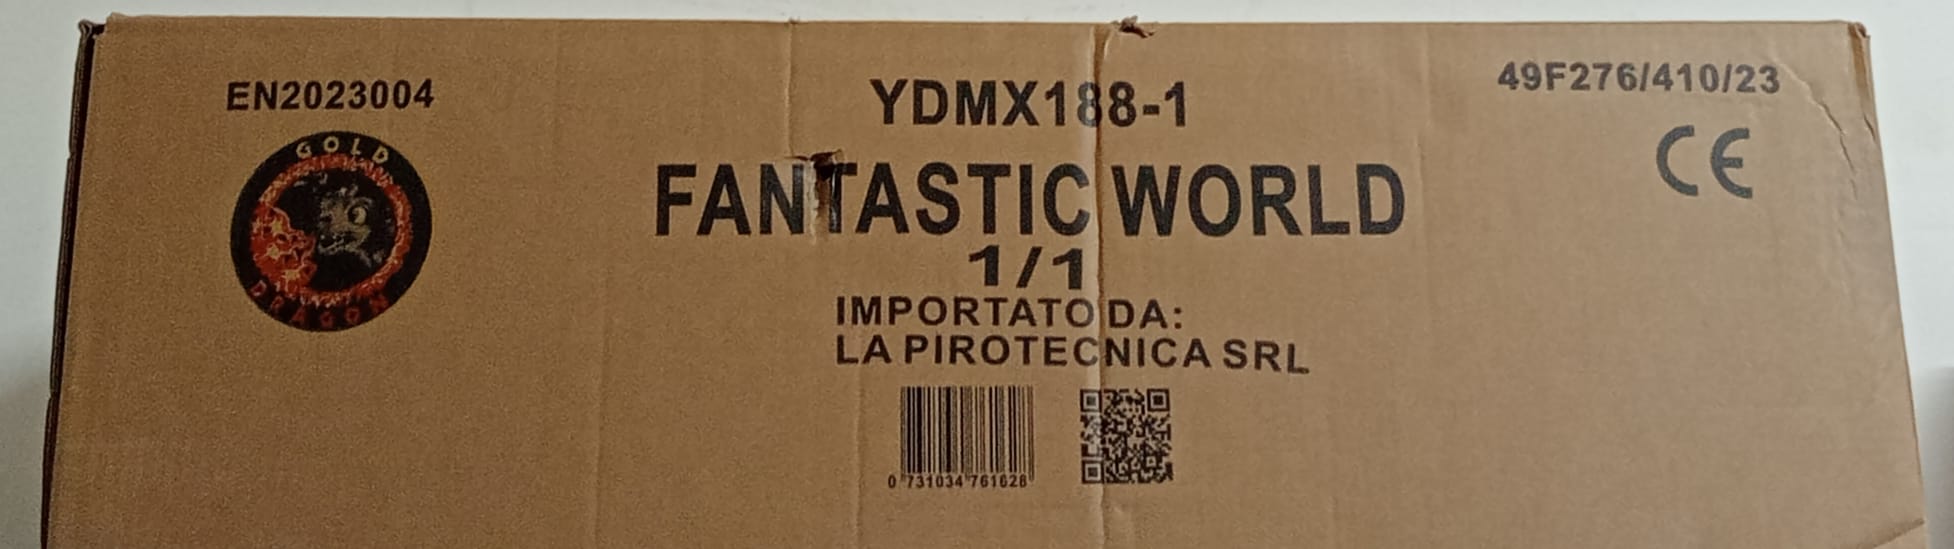 EN2023004
YDMX188-1
49F276/410/23
GOLD
DRAGON
CE
FANTASTIC WORLD
1/1
IMPORTATO DA:
LA PIROTECNICA SRL
0 731034 761628